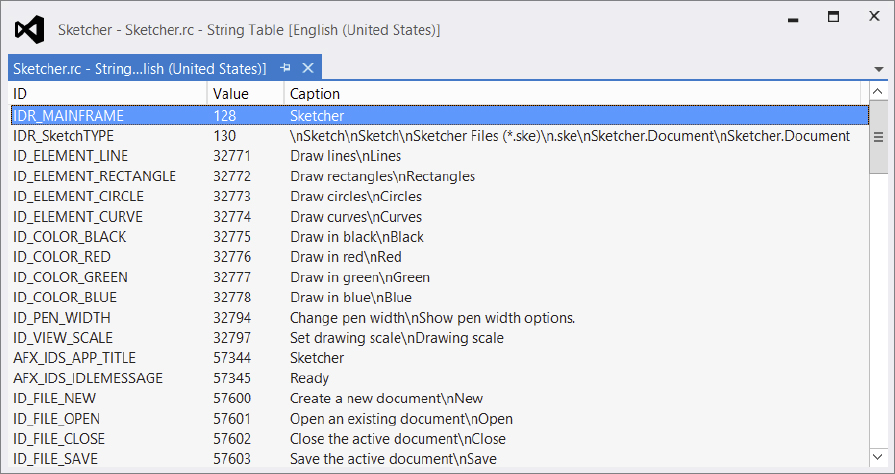 Sketcher - Sketcher.rc - String Table [English (United States)]
Sketcher.rc - String...lish (United States)]
ID Value Caption
IDR_MAINFRAME 128 Sketcher
IDR_SketchTYPE 130 \nSketch\nSketch\nSketcher Files (*.ske)\n.ske\nSketcher.Document\nSketcher.Document
ID_ELEMENT_LINE 32771 Draw lines\nLines
ID_ELEMENT_RECTANGLE 32772 Draw rectangles\nRectangles
ID_ELEMENT_CIRCLE 32773 Draw circles\nCircles
ID_ELEMENT_CURVE 32774 Draw curves\nCurves
ID_COLOR_BLACK 32775 Draw in black\nBlack
ID_COLOR_RED 32776 Draw in red\nRed
ID_COLOR_GREEN 32777 Draw in green\nGreen
ID_COLOR_BLUE 32778 Draw in blue\nBlue
ID_PEN_WIDTH 32794 Change pen width\nShow pen width options.
ID_VIEW_SCALE 32797 Set drawing scale\nDrawing scale
AFX_IDS_APP_TITLE 57344 Sketcher
AFX_IDS_IDLEMESSAGE 57345 Ready
ID_FILE_NEW 57600 Create a new document\nNew
ID_FILE_OPEN 57601 Open an existing document\nOpen
ID_FILE_CLOSE 57602 Close the active document\nClose
ID_FILE_SAVE 57603 Save the active document\nSave